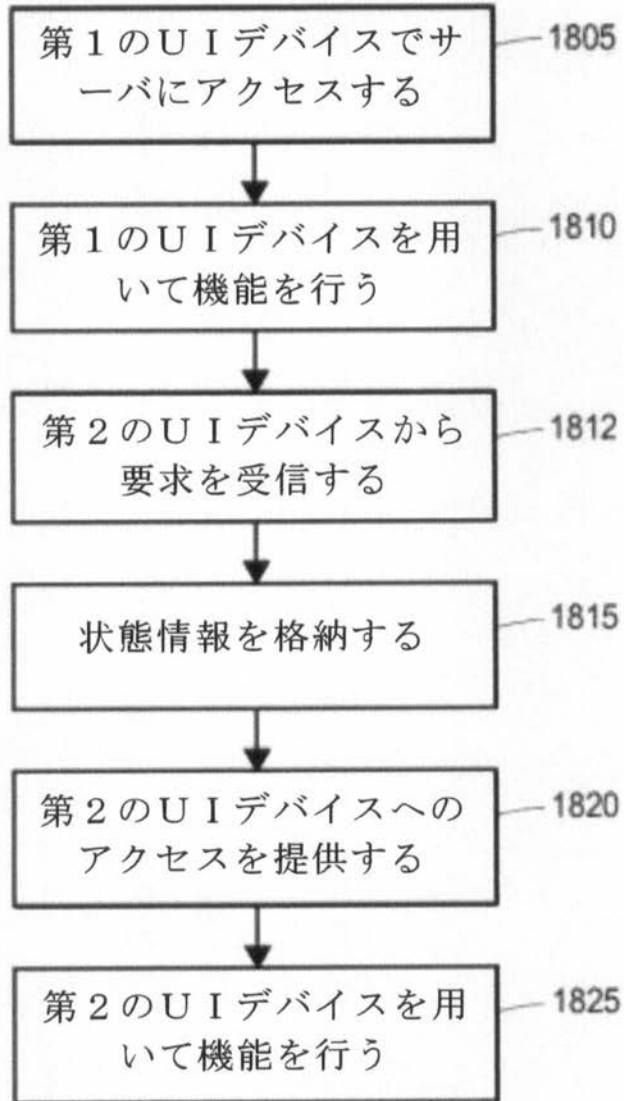 第1のUIデバイスでサ
ーバにアクセスする
1805
第1のUIデバイスを用
いて機能を行う
1810
第2のUIデバイスから
要求を受信する
1812
状態情報を格納する
1815
第2のUIデバイスへの
アクセスを提供する
1820
第2のUIデバイスを用
いて機能を行う
1825